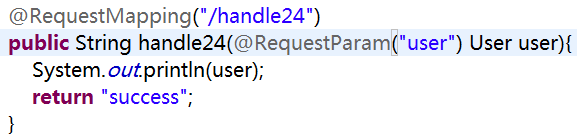 @RequestMapping("/handle24")
public String handle24(@RequestParam("user") User user){
System.out.println(user);
return "success";
}